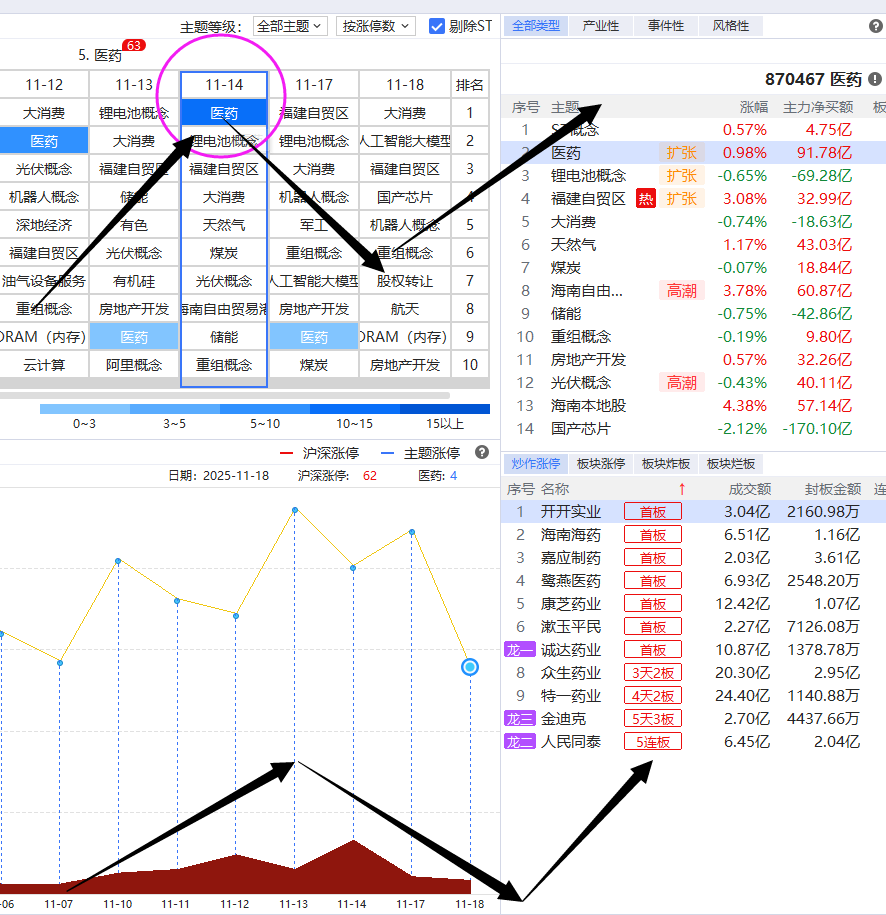 主题等级: 全部主题 按涨停数 剔除ST
5. 医药 63
11-12 11-13 11-14 11-17 11-18 排名
大消费 锂电池概念 医药 福建自贸区 大消费 1
医药 大消费 锂电池概念 锂电池概念 人工智能大模型 2
光伏概念 福建自贸区 福建自贸区 大消费 福建自贸区 3
机器人概念 储能 大消费 机器人概念 国产芯片 4
深地经济 有色 天然气 军工 机器人概念 5
福建自贸区 光伏概念 煤炭 重组概念 重组概念 6
油气设备服务 有机硅 光伏概念 人工智能大模型 股权转让 7
重组概念 房地产开发 海南自由贸易港 房地产开发 航天 8
DRAM(内存) 医药 储能 医药 DRAM(内存) 9
云计算 阿里概念 重组概念 煤炭 房地产开发 10
0~3 3~5 5~10 10~15 15以上
沪深涨停 主题涨停 ?
日期: 2025-11-18 沪深涨停: 62 医药: 4
-06 11-07 11-10 11-11 11-12 11-13 11-14 11-17 11-18
全部类型 产业性 事件性 风格性 ?
870467 医药
序号 主题 涨幅 主力净买额 板
1 ST概念 0.57% 4.75亿
2 医药 扩张 0.98% 91.78亿
3 锂电池概念 扩张 -0.65% -69.28亿
4 福建自贸区 热 扩张 3.08% 32.99亿
5 大消费 -0.74% -18.63亿
6 天然气 1.17% 43.03亿
7 煤炭 -0.07% 18.84亿
8 海南自由... 高潮 3.78% 60.87亿
9 储能 -0.75% -42.86亿
10 重组概念 -0.19% 9.80亿
11 房地产开发 0.57% 32.26亿
12 光伏概念 高潮 -0.43% 40.11亿
13 海南本地股 4.38% 57.14亿
14 国产芯片 -2.12% -170.10亿
炒作涨停 板块涨停 板块炸板 板块烂板
序号 名称 ↑ 成交额 封板金额 连
1 开开实业 首板 3.04亿 2160.98万
2 海南海药 首板 6.51亿 1.16亿
3 嘉应制药 首板 2.03亿 3.61亿
4 鹭燕医药 首板 6.93亿 2548.20万
5 康芝药业 首板 12.42亿 1.07亿
6 漱玉平民 首板 2.27亿 7126.08万
龙一 诚达药业 首板 10.87亿 1378.78万
8 众生药业 3天2板 20.30亿 2.95亿
9 特一药业 4天2板 24.40亿 1140.88万
龙三 金迪克 5天3板 2.70亿 4437.66万
龙二 人民同泰 5连板 6.45亿 2.04亿